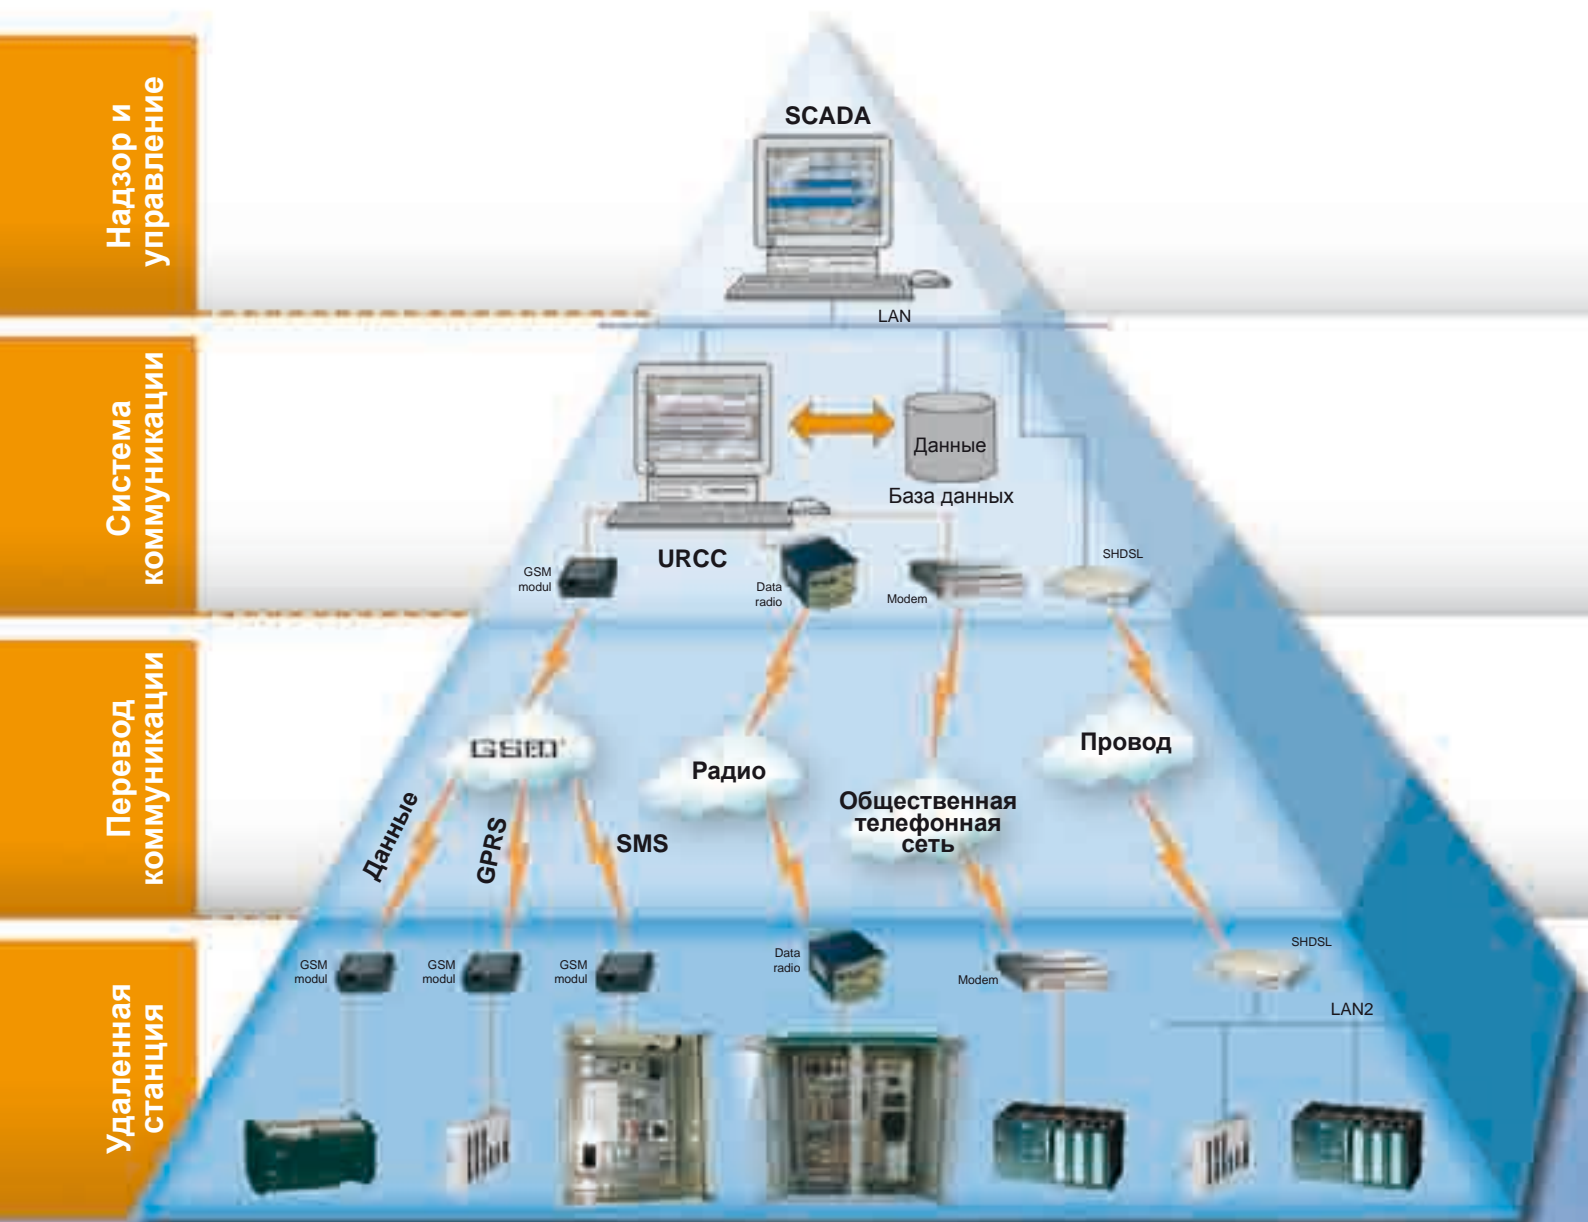 Надзор и
управление
SCADA
LAN
Система
коммуникации
Данные
База данных
URCC
GSM
modul
Data
radio
Modem
SHDSL
Перевод
коммуникации
GSM
Радио
Общественная
телефонная
сеть
Провод
Данные
GPRS
SMS
Удаленная
станция
GSM
modul
GSM
modul
GSM
modul
Data
radio
Modem
SHDSL
LAN2